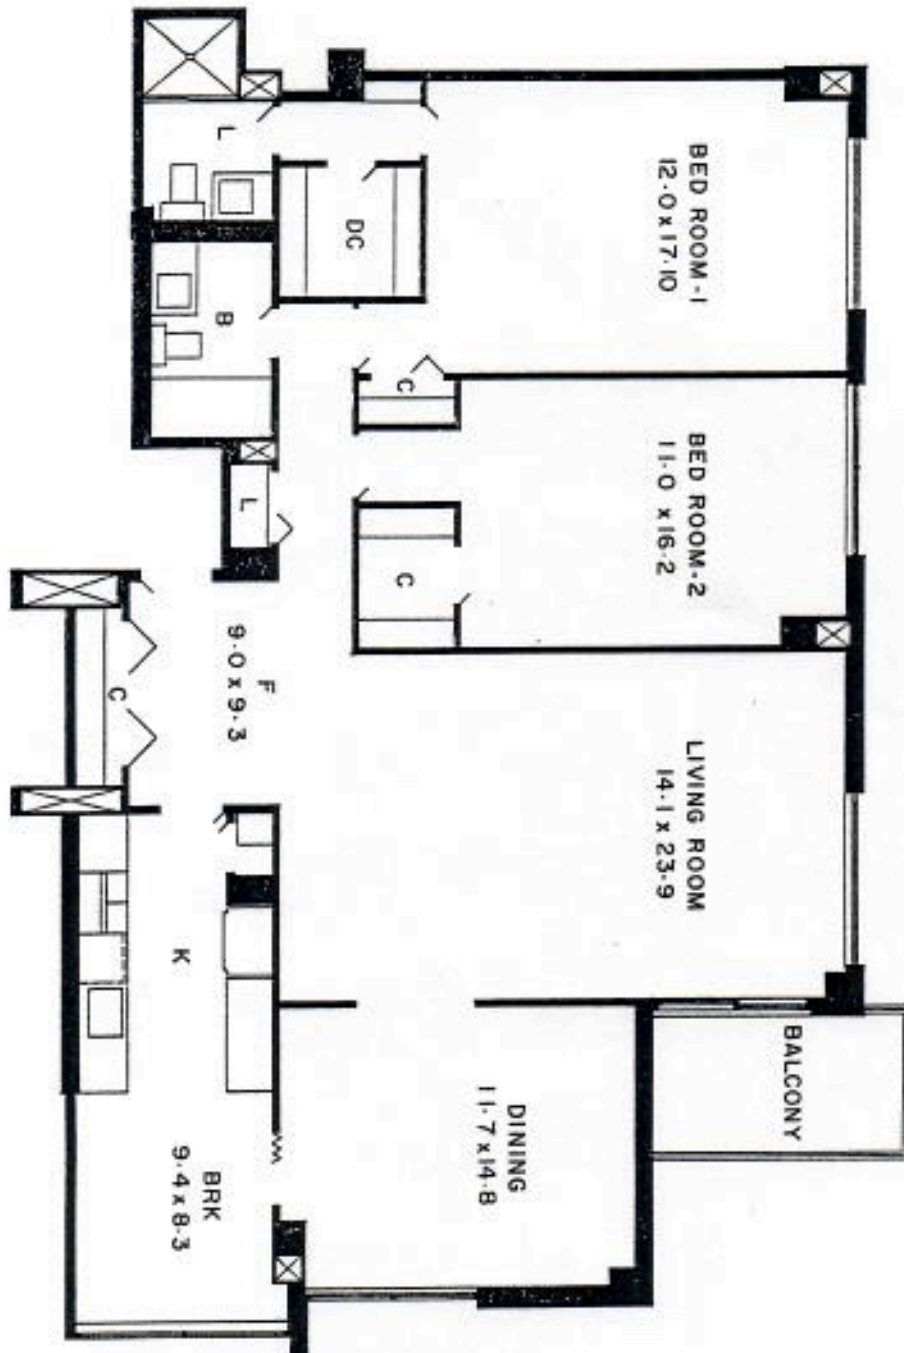 BED ROOM-1
12·0 x 17·10
BED ROOM-2
11·0 x 16·2
LIVING ROOM
14·1 x 23·9
BALCONY
DC
C
C
DINING
11·7 x 14·8
L
B
L
F
9·0 x 9·3
C
K
BRK
9·4 x 8·3